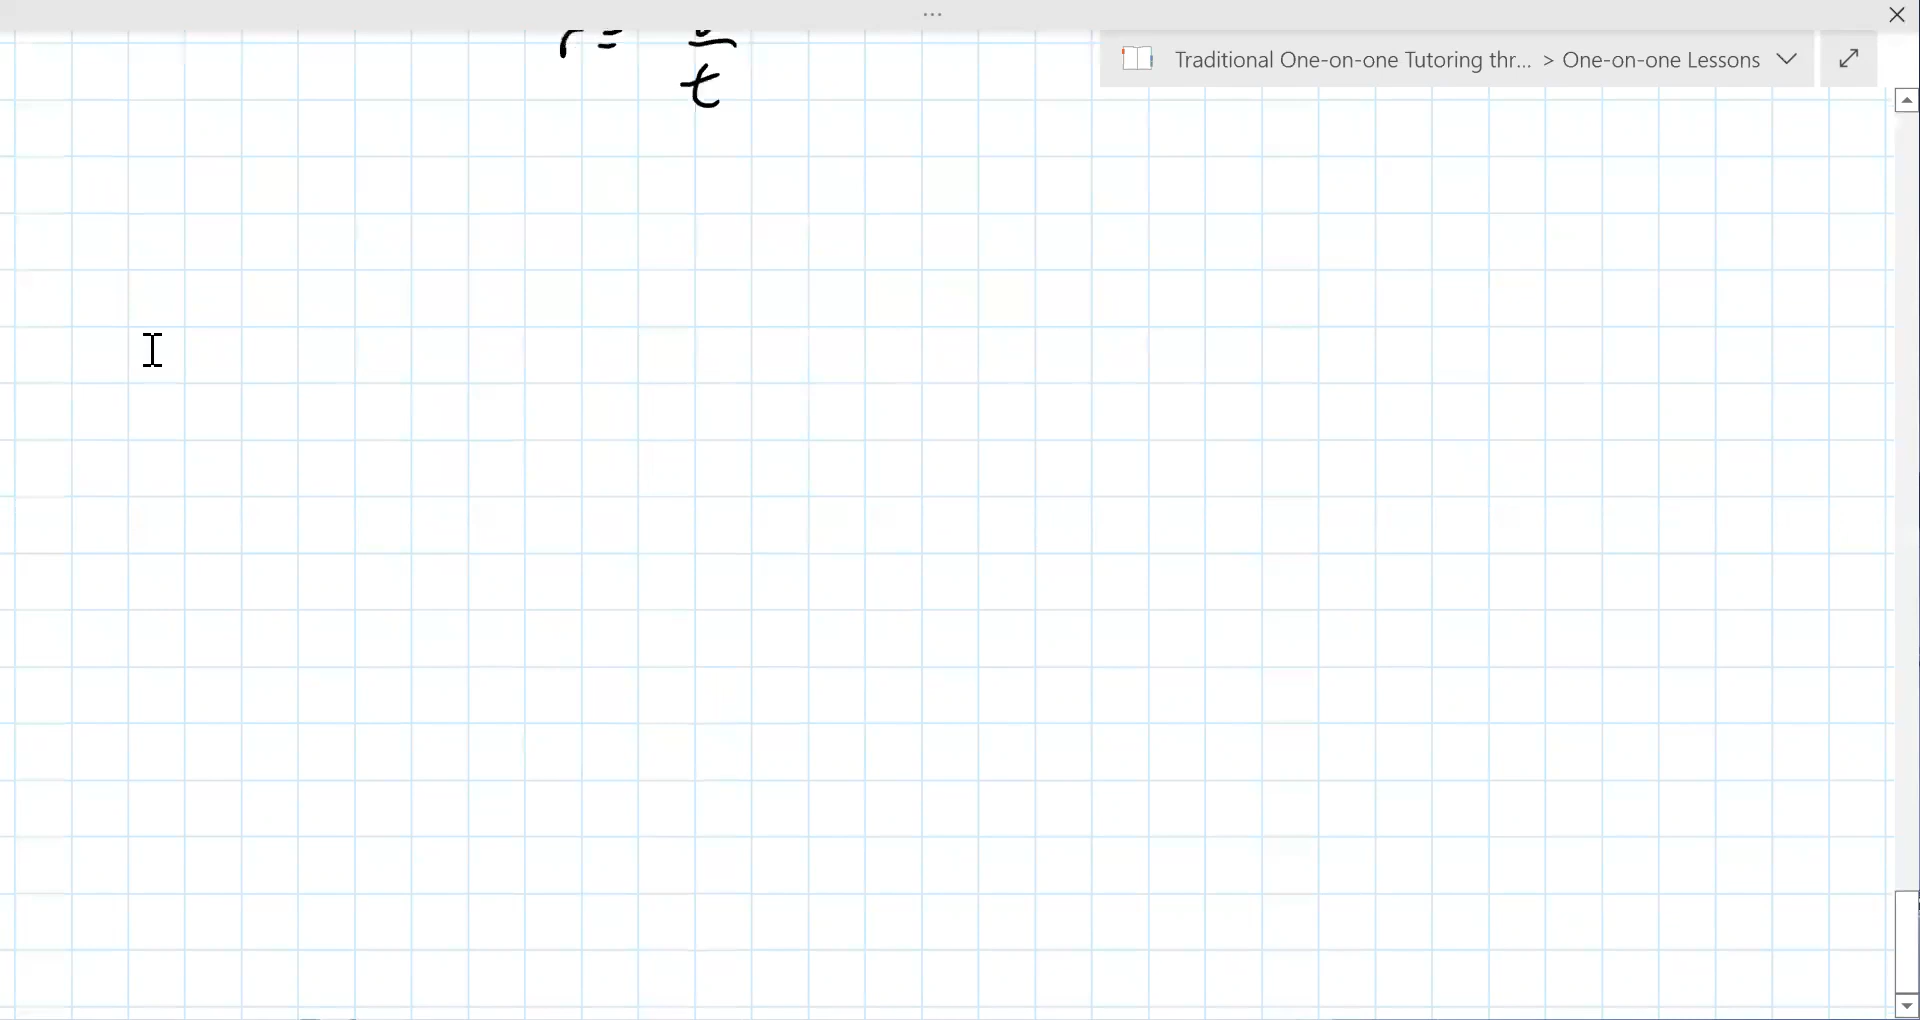 ...
Traditional One-on-one Tutoring thr... > One-on-one Lessons
r =
t